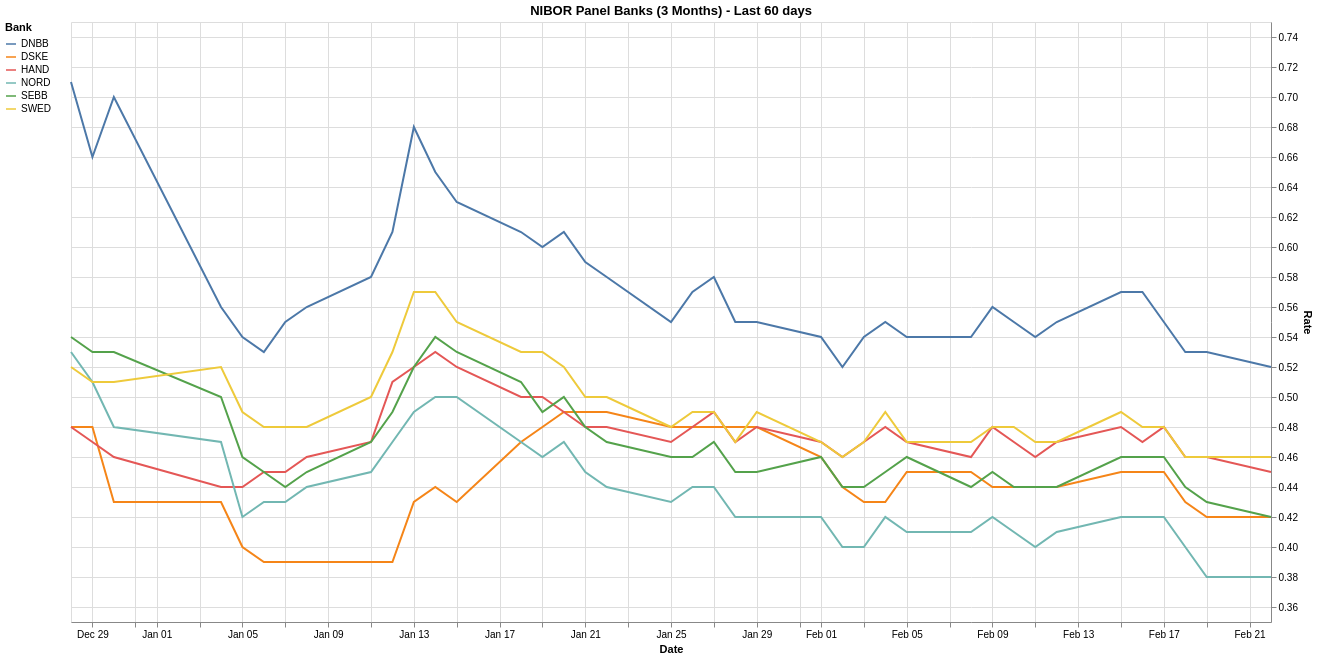 NIBOR Panel Banks (3 Months) - Last 60 days
Bank
DNBB
DSKE
HAND
NORD
SEBB
SWED
0.74
0.72
0.70
0.68
0.66
0.64
0.62
0.60
0.58
0.56
0.54
0.52
0.50
0.48
0.46
0.44
0.42
0.40
0.38
0.36
Rate
Dec 29 Jan 01 Jan 05 Jan 09 Jan 13 Jan 17 Jan 21 Jan 25 Jan 29 Feb 01 Feb 05 Feb 09 Feb 13 Feb 17 Feb 21
Date